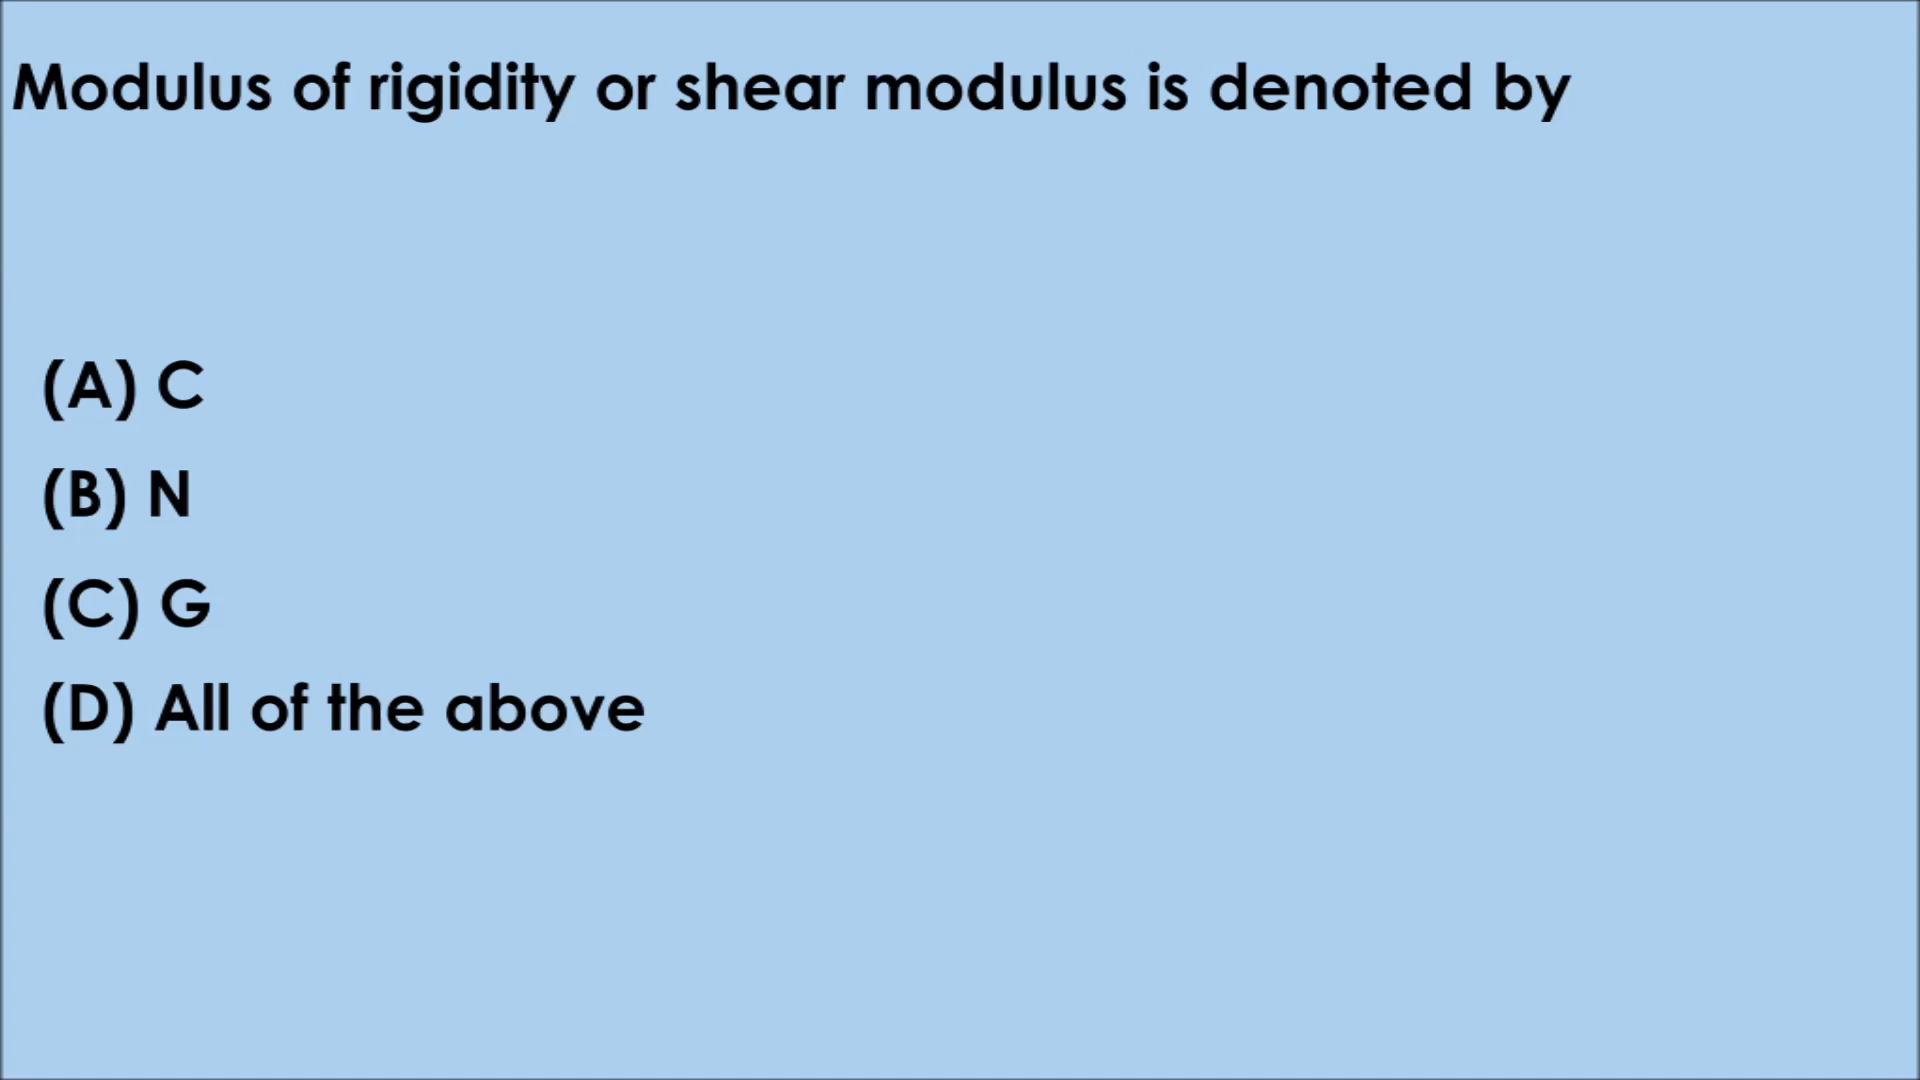 Modulus of rigidity or shear modulus is denoted by
(A) C
(B) N
(C) G
(D) All of the above